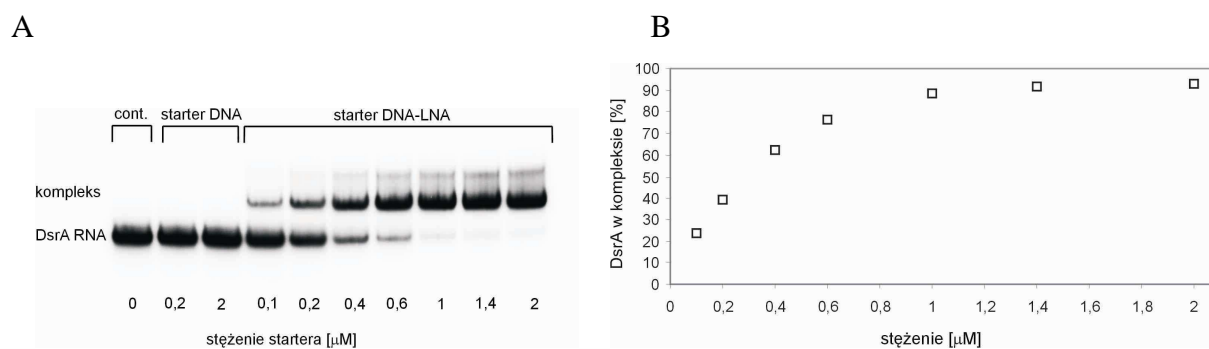 A
cont. starter DNA starter DNA-LNA
kompleks
DsrA RNA
0 0,2 2 0,1 0,2 0,4 0,6 1 1,4 2
stężenie startera [µM]
B
DsrA w kompleksie [%]
100
90
80
70
60
50
40
30
20
10
0
0 0,2 0,4 0,6 0,8 1 1,2 1,4 1,6 1,8 2
stężenie [µM]